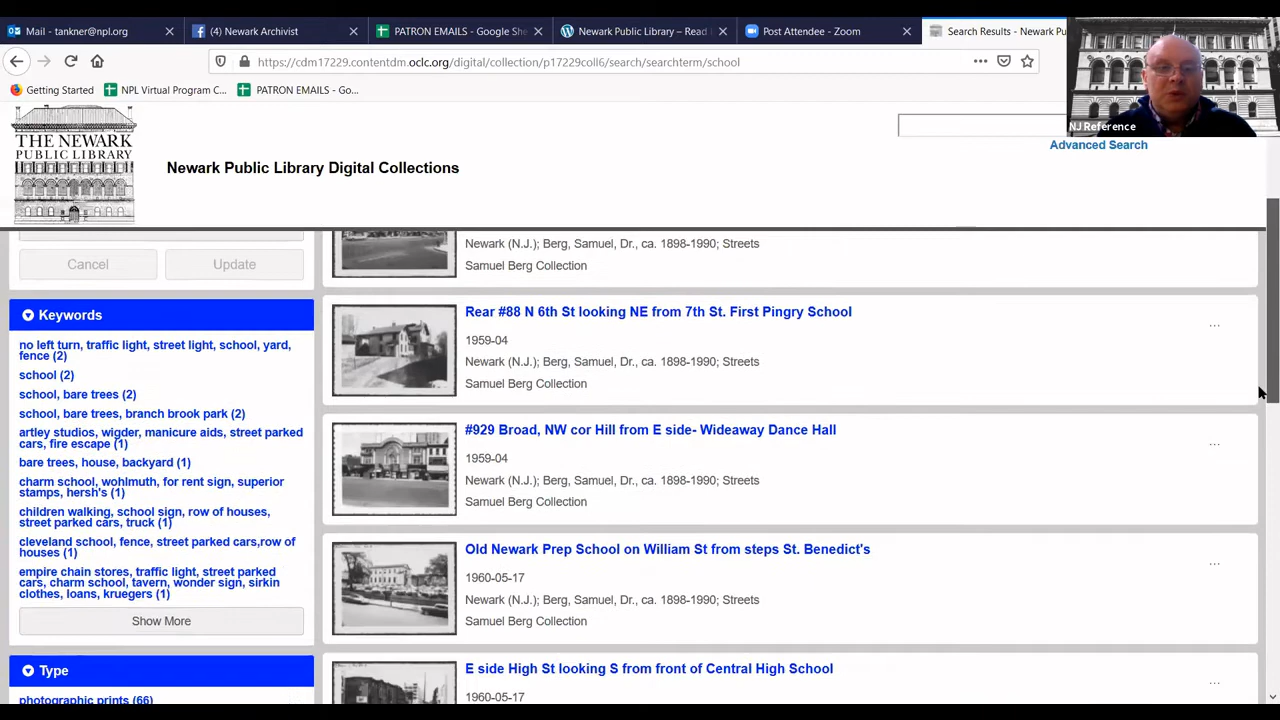 Mail - tankner@npl.org
(4) Newark Archivist
PATRON EMAILS - Google She
Newark Public Library – Read
Post Attendee - Zoom
Search Results - Newark Pu
https://cdm17229.contentdm.oclc.org/digital/collection/p17229coll6/search/searchterm/school
Getting Started
NPL Virtual Program C...
PATRON EMAILS - Go...
NJ Reference
THE NEWARK
PUBLIC LIBRARY
Newark Public Library Digital Collections
Advanced Search
Cancel
Update
Keywords
no left turn, traffic light, street light, school, yard,
fence (2)
school (2)
school, bare trees (2)
school, bare trees, branch brook park (2)
artley studios, wigder, manicure aids, street parked
cars, fire escape (1)
bare trees, house, backyard (1)
charm school, wohlmuth, for rent sign, superior
stamps, hersh's (1)
children walking, school sign, row of houses,
street parked cars, truck (1)
cleveland school, fence, street parked cars,row of
houses (1)
empire chain stores, traffic light, street parked
cars, charm school, tavern, wonder sign, sirkin
clothes, loans, kruegers (1)
Show More
Type
photographic prints (66)
Newark (N.J.); Berg, Samuel, Dr., ca. 1898-1990; Streets
Samuel Berg Collection
Rear #88 N 6th St looking NE from 7th St. First Pingry School
...
1959-04
Newark (N.J.); Berg, Samuel, Dr., ca. 1898-1990; Streets
Samuel Berg Collection
#929 Broad, NW cor Hill from E side- Wideaway Dance Hall
...
1959-04
Newark (N.J.); Berg, Samuel, Dr., ca. 1898-1990; Streets
Samuel Berg Collection
Old Newark Prep School on William St from steps St. Benedict's
...
1960-05-17
Newark (N.J.); Berg, Samuel, Dr., ca. 1898-1990; Streets
Samuel Berg Collection
E side High St looking S from front of Central High School
...
1960-05-17